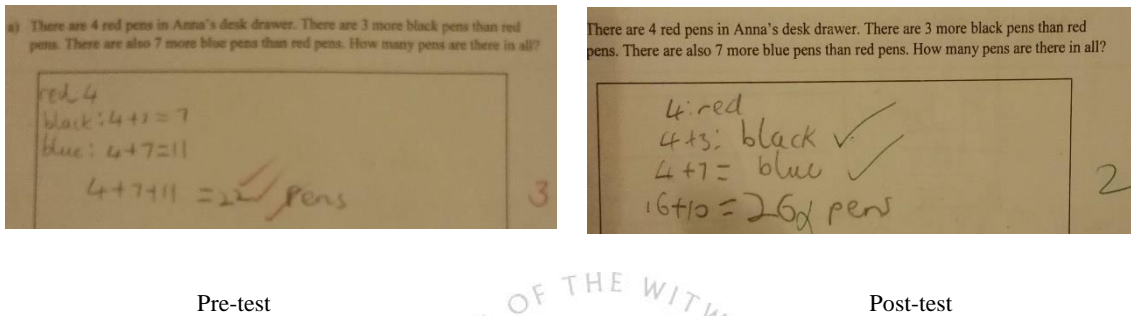 a) There are 4 red pens in Anna's desk drawer. There are 3 more black pens than red
pens. There are also 7 more blue pens than red pens. How many pens are there in all?
red 4
black: 4+3=7
blue: 4+7=11
4+7+11 =22 pens
3
There are 4 red pens in Anna's desk drawer. There are 3 more black pens than red
pens. There are also 7 more blue pens than red pens. How many pens are there in all?
4: red
4+3: black
4+7= blue
16+10=26 pens
2
Pre-test
Post-test
OF THE